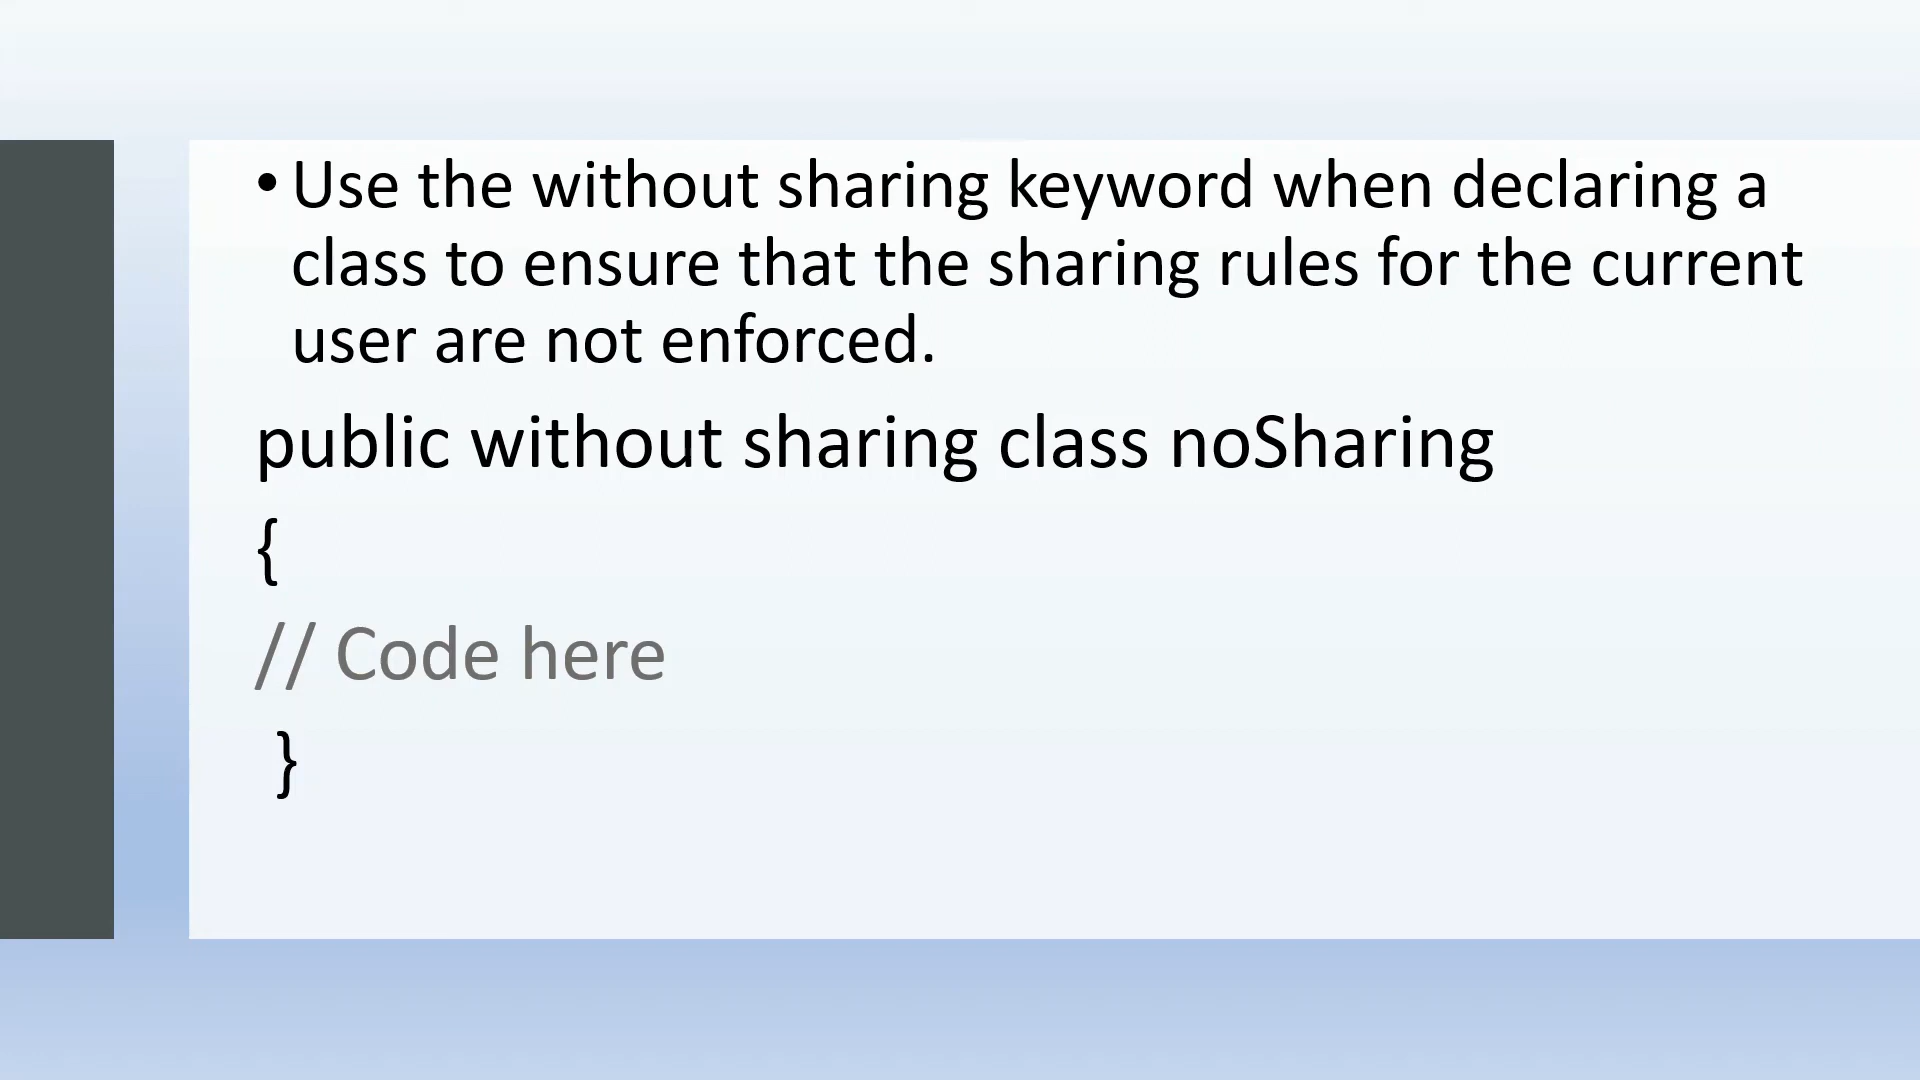 • Use the without sharing keyword when declaring a
class to ensure that the sharing rules for the current
user are not enforced.
public without sharing class noSharing
{
// Code here
}